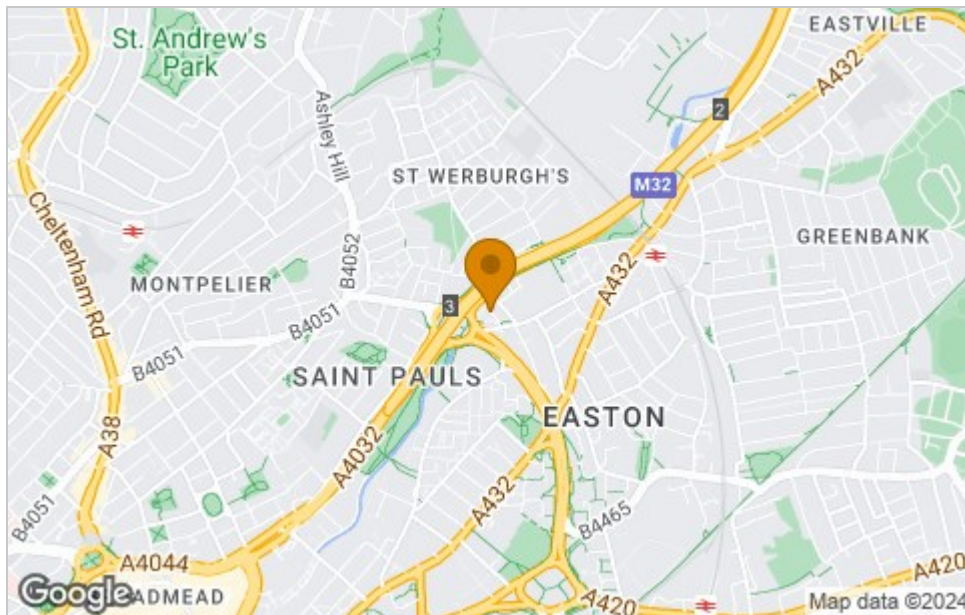 EASTVILLE
St. Andrew's
Park
A432
Ashley Hill
2
ST WERBURGH'S
M32
Cheltenham Rd
B4052
GREENBANK
A432
MONTPELIER
3
B4051
B4051
SAINT PAULS
EASTON
A38
A4032
A432
B4051
B4465
A4044
A420
A420
Google
ADMEAD
Map data ©2024